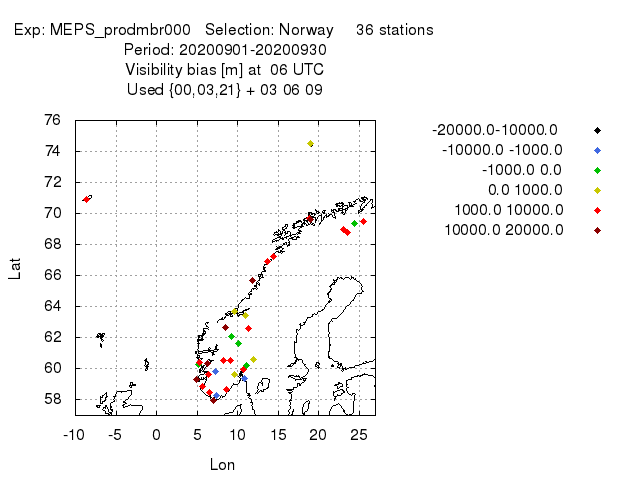 Exp: MEPS_prodmbr000 Selection: Norway 36 stations
Period: 20200901-20200930
Visibility bias [m] at 06 UTC
Used {00,03,21} + 03 06 09
-20000.0-10000.0
-10000.0 -1000.0
-1000.0 0.0
0.0 1000.0
1000.0 10000.0
10000.0 20000.0
76
74
72
70
68
66
64
62
60
58
Lat
-10 -5 0 5 10 15 20 25
Lon